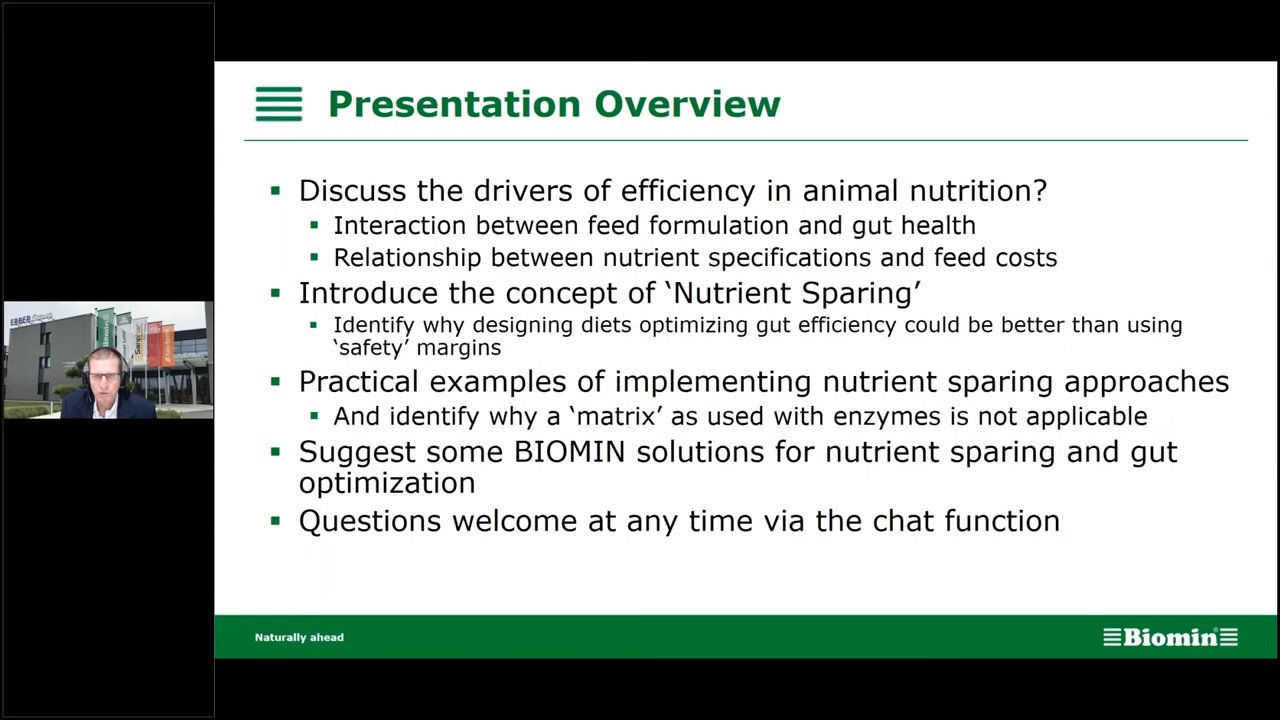 Presentation Overview
Discuss the drivers of efficiency in animal nutrition?
Interaction between feed formulation and gut health
Relationship between nutrient specifications and feed costs
Introduce the concept of ‘Nutrient Sparing’
Identify why designing diets optimizing gut efficiency could be better than using
‘safety’ margins
Practical examples of implementing nutrient sparing approaches
And identify why a ‘matrix’ as used with enzymes is not applicable
Suggest some BIOMIN solutions for nutrient sparing and gut
optimization
Questions welcome at any time via the chat function
Naturally ahead
Biomin®
ERBER